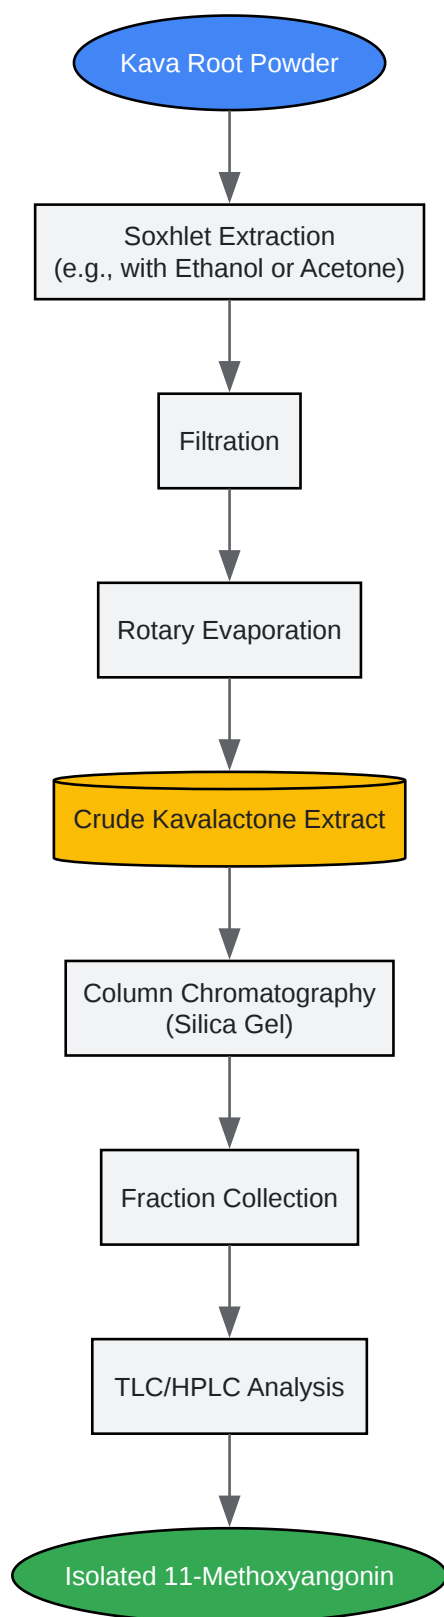 Kava Root Powder
Soxhlet Extraction
(e.g., with Ethanol or Acetone)
Filtration
Rotary Evaporation
Crude Kavalactone Extract
Column Chromatography
(Silica Gel)
Fraction Collection
TLC/HPLC Analysis
Isolated 11-Methoxyangonin